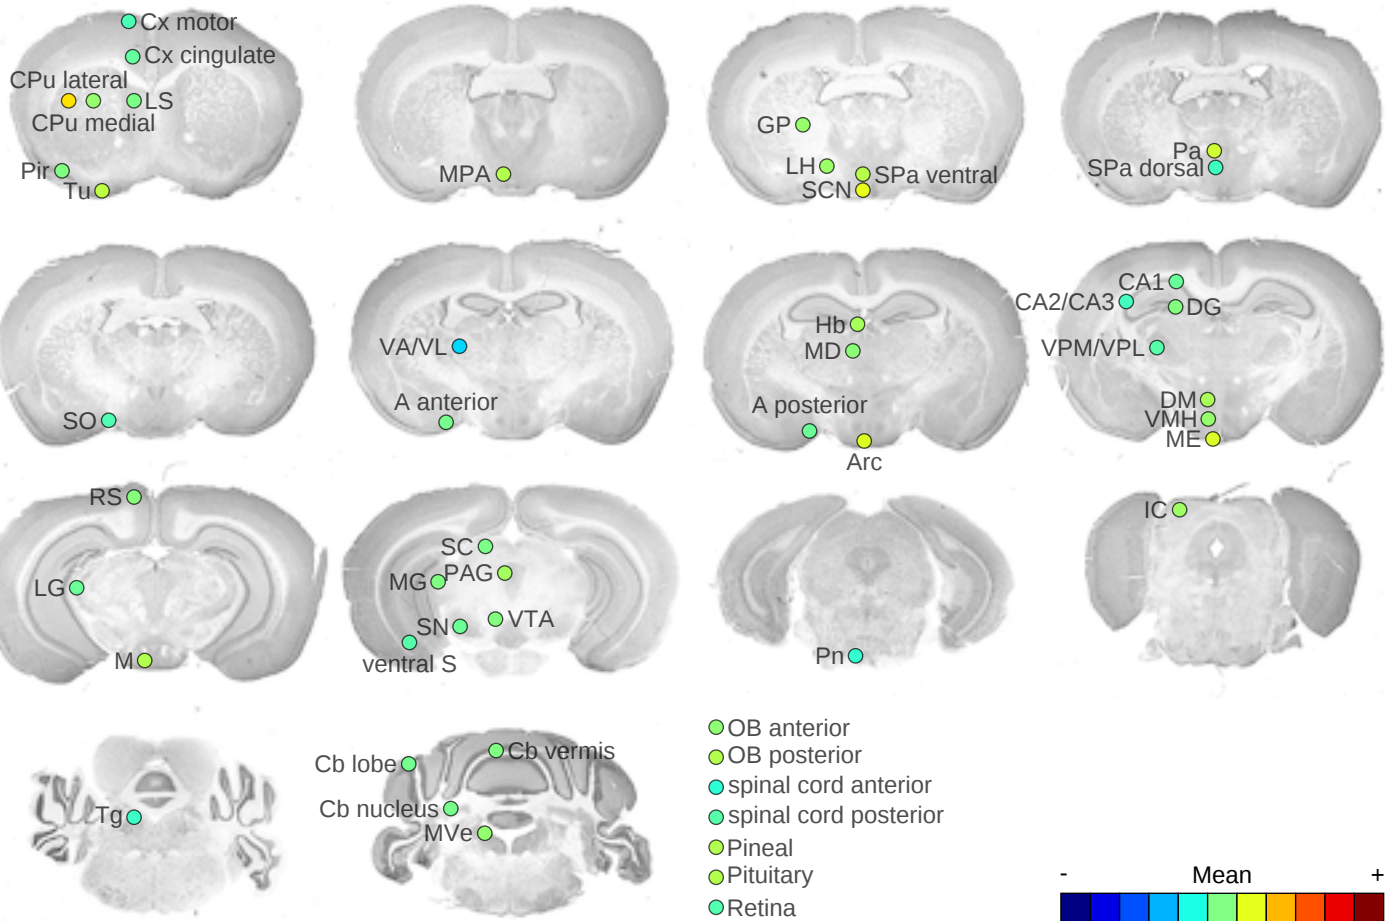 Cx motor
Cx cingulate
CPu lateral
LS
CPu medial
Pir
Tu
MPA
GP
LH
SPa ventral
SCN
Pa
SPa dorsal
SO
VA/VL
A anterior
Hb
MD
A posterior
Arc
CA1
CA2/CA3
DG
VPM/VPL
DM
VMH
ME
RS
LG
M
SC
MG
PAG
SN
VTA
ventral S
Pn
IC
Tg
Cb lobe
Cb vermis
Cb nucleus
MVe
OB anterior
OB posterior
spinal cord anterior
spinal cord posterior
Pineal
Pituitary
Retina
- Mean +